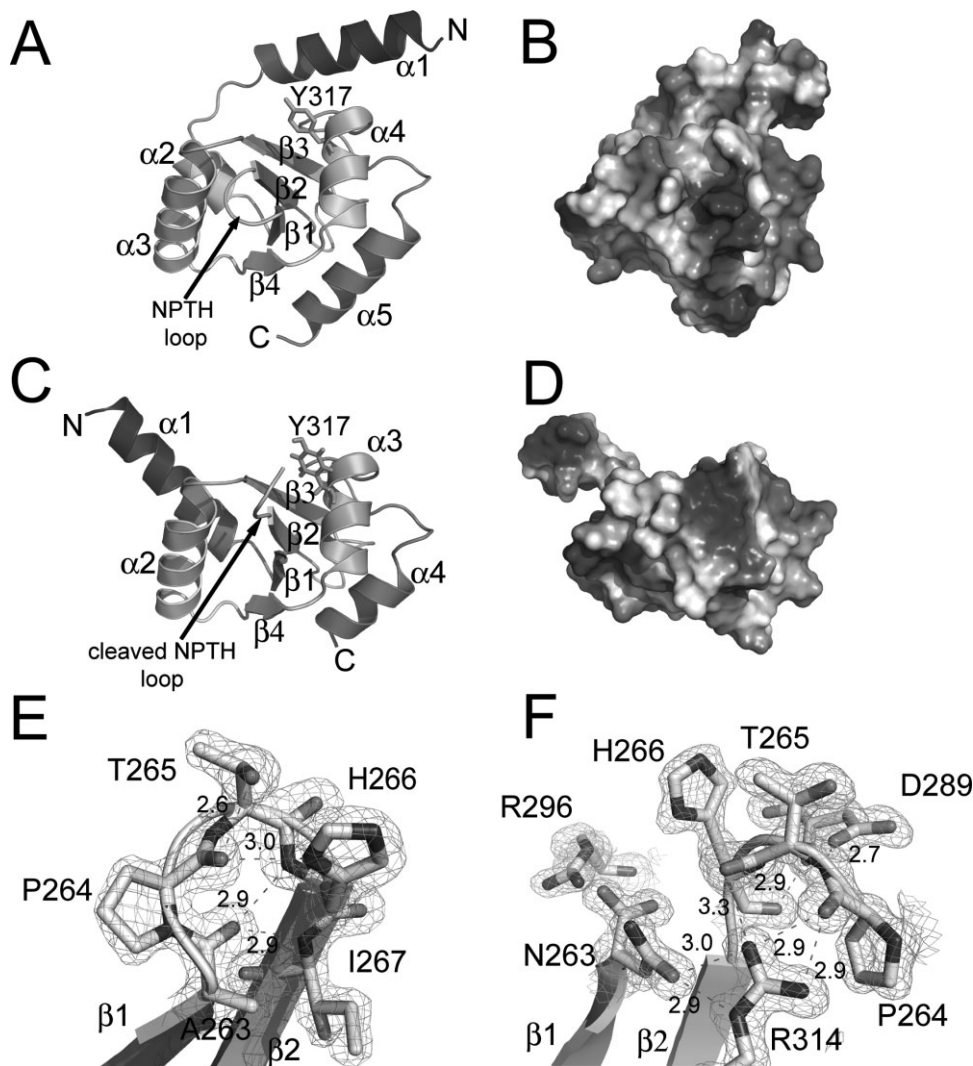 A
N
α1
Y317
α2
α4
β3
β2
β1
α3
β4
α5
NPTH
loop
C
B
C
N
α1
Y317
α3
β3
β2
α2
β1
α4
β4
cleaved NPTH
loop
C
D
E
T265
H266
2.6
3.0
P264
2.9
2.9
I267
β1
A263
β2
F
T265
H266
D289
R296
2.7
2.9
3.3
N263
3.0
2.9
2.9
2.9
P264
β1
β2
R314